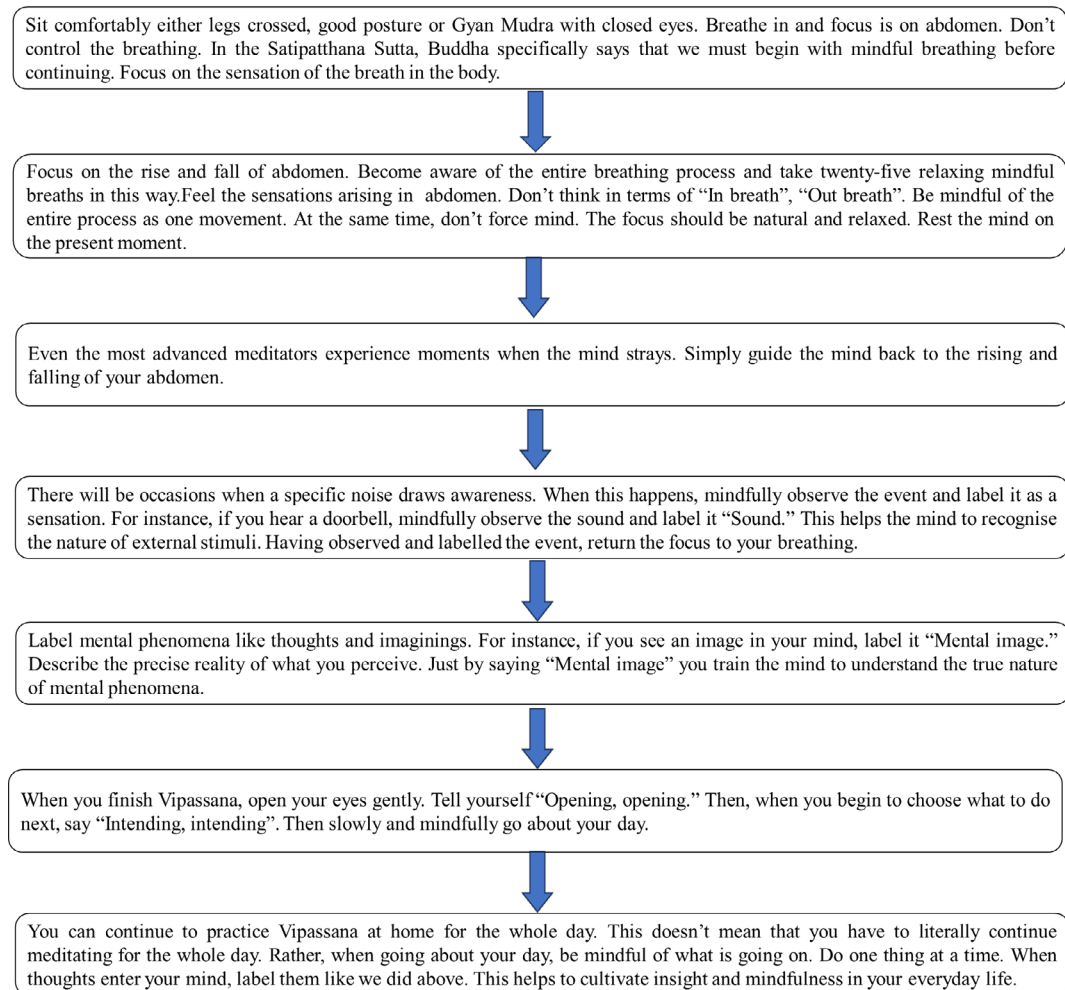 Sit comfortably either legs crossed, good posture or Gyan Mudra with closed eyes. Breathe in and focus is on abdomen. Don’t
control the breathing. In the Satipatthana Sutta, Buddha specifically says that we must begin with mindful breathing before
continuing. Focus on the sensation of the breath in the body.
Focus on the rise and fall of abdomen. Become aware of the entire breathing process and take twenty-five relaxing mindful
breaths in this way.Feel the sensations arising in abdomen. Don’t think in terms of “In breath”, “Out breath”. Be mindful of the
entire process as one movement. At the same time, don’t force mind. The focus should be natural and relaxed. Rest the mind on
the present moment.
Even the most advanced meditators experience moments when the mind strays. Simply guide the mind back to the rising and
falling of your abdomen.
There will be occasions when a specific noise draws awareness. When this happens, mindfully observe the event and label it as a
sensation. For instance, if you hear a doorbell, mindfully observe the sound and label it “Sound.” This helps the mind to recognise
the nature of external stimuli. Having observed and labelled the event, return the focus to your breathing.
Label mental phenomena like thoughts and imaginings. For instance, if you see an image in your mind, label it “Mental image.”
Describe the precise reality of what you perceive. Just by saying “Mental image” you train the mind to understand the true nature
of mental phenomena.
When you finish Vipassana, open your eyes gently. Tell yourself “Opening, opening.” Then, when you begin to choose what to do
next, say “Intending, intending”. Then slowly and mindfully go about your day.
You can continue to practice Vipassana at home for the whole day. This doesn’t mean that you have to literally continue
meditating for the whole day. Rather, when going about your day, be mindful of what is going on. Do one thing at a time. When
thoughts enter your mind, label them like we did above. This helps to cultivate insight and mindfulness in your everyday life.